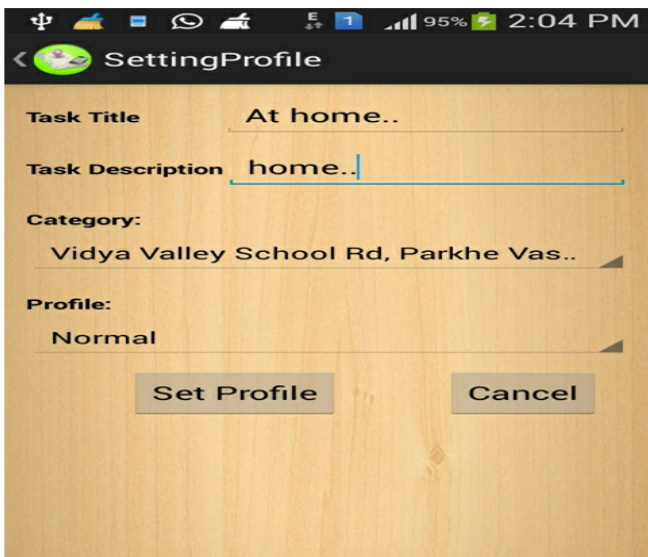 E 1 95% 2:04 PM
SettingProfile
Task Title At home..
Task Description home..
Category:
Vidya Valley School Rd, Parkhe Vas..
Profile:
Normal
Set Profile Cancel